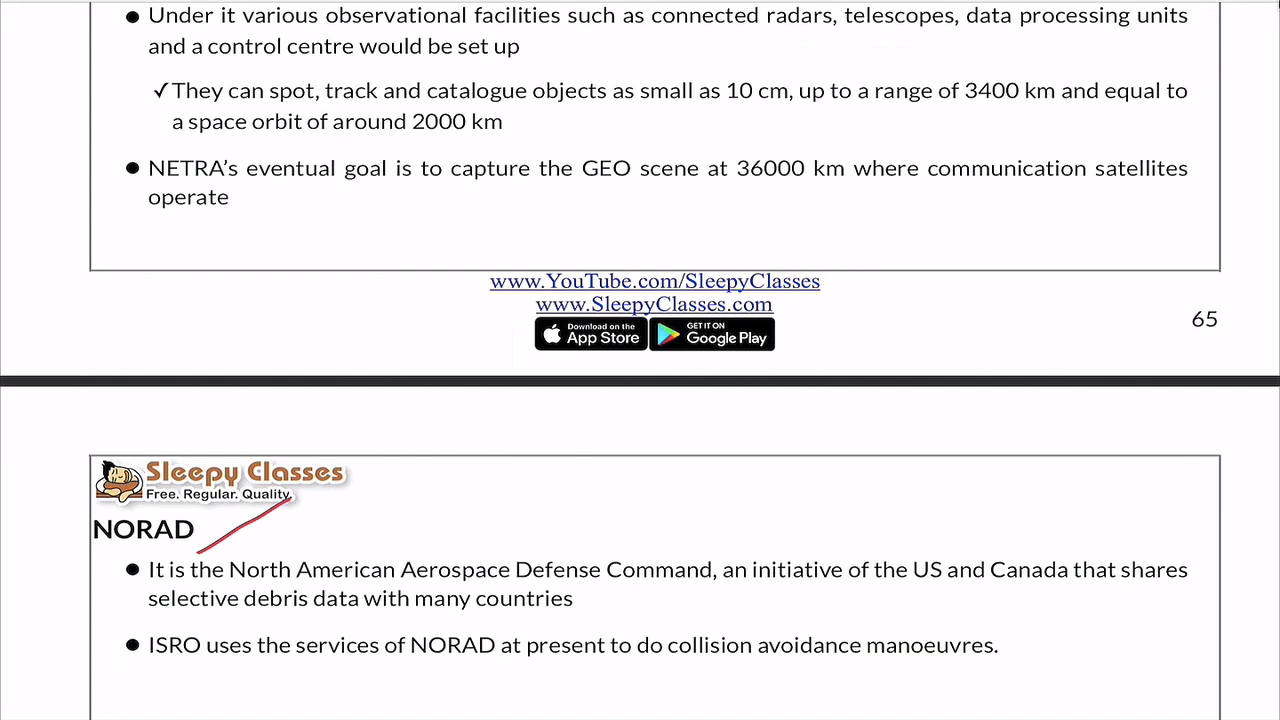 ● Under it various observational facilities such as connected radars, telescopes, data processing units
and a control centre would be set up
✓They can spot, track and catalogue objects as small as 10 cm, up to a range of 3400 km and equal to
a space orbit of around 2000 km
● NETRA’s eventual goal is to capture the GEO scene at 36000 km where communication satellites
operate
www.YouTube.com/SleepyClasses
www.SleepyClasses.com
Download on the App Store GET IT ON Google Play
65
Sleepy Classes
Free. Regular. Quality.
NORAD
● It is the North American Aerospace Defense Command, an initiative of the US and Canada that shares
selective debris data with many countries
● ISRO uses the services of NORAD at present to do collision avoidance manoeuvres.